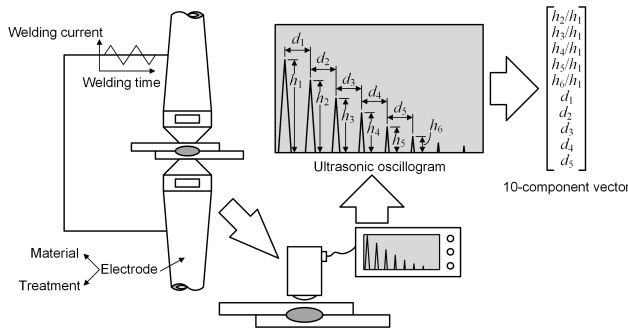 Welding current
Welding time
Material
Treatment
Electrode
d1
d2
d3
d4
d5
h1
h2
h3
h4
h5
h6
Ultrasonic oscillogram
h2/h1
h3/h1
h4/h1
h5/h1
h6/h1
d1
d2
d3
d4
d5
10-component vector